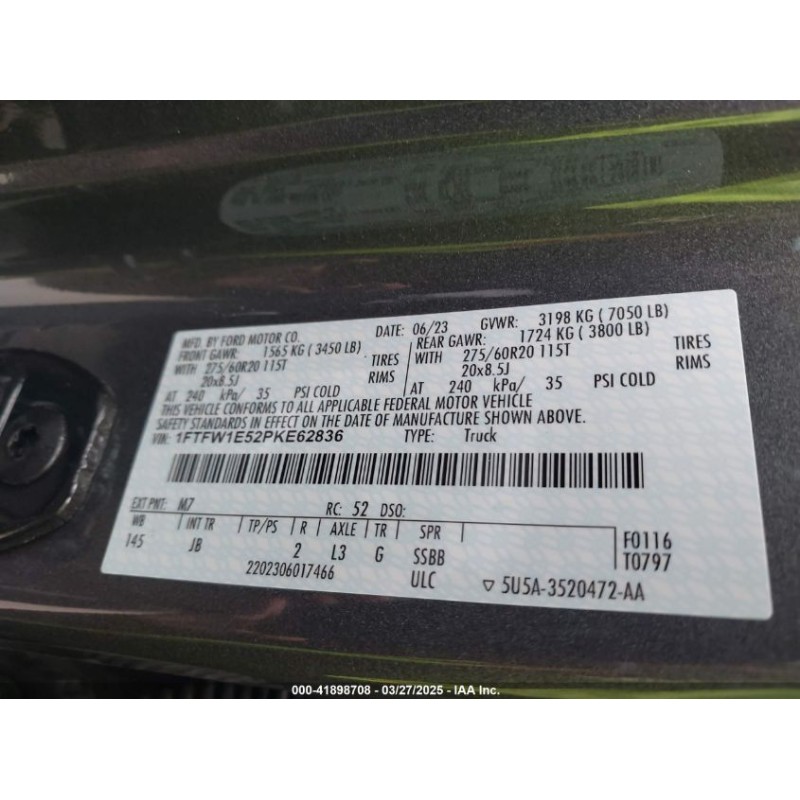 MFD. BY FORD MOTOR CO. DATE: 06/23 GVWR: 3198 KG ( 7050 LB)
FRONT GAWR: 1565 KG ( 3450 LB) REAR GAWR: 1724 KG ( 3800 LB)
WITH 275/60R20 115T TIRES WITH 275/60R20 115T TIRES
20x8.5J RIMS 20x8.5J RIMS
AT 240 kPa/ 35 PSI COLD AT 240 kPa/ 35 PSI COLD
THIS VEHICLE CONFORMS TO ALL APPLICABLE FEDERAL MOTOR VEHICLE
SAFETY STANDARDS IN EFFECT ON THE DATE OF MANUFACTURE SHOWN ABOVE.
VIN: 1FTFW1E52PKE62836 TYPE: Truck
EXT PNT: M7 RC: 52 DSO:
WB INT TR TP/PS R AXLE TR SPR
145 JB 2 L3 G SSBB F0116
2202306017466 ULC T0797
▽ 5U5A-3520472-AA
000-41898708 - 03/27/2025 - IAA Inc.